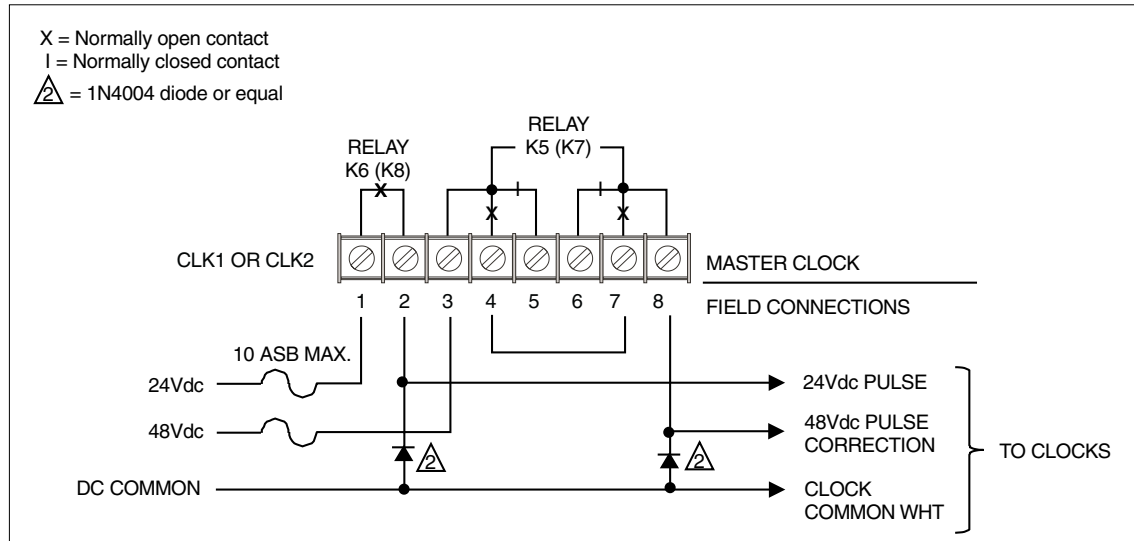 X = Normally open contact
I = Normally closed contact
2 = 1N4004 diode or equal
RELAY
K6 (K8)
RELAY
K5 (K7)
X
X
X
CLK1 OR CLK2
MASTER CLOCK
1 2 3 4 5 6 7 8
FIELD CONNECTIONS
10 ASB MAX.
24Vdc
48Vdc
DC COMMON
2
2
24Vdc PULSE
48Vdc PULSE
CORRECTION
CLOCK
COMMON WHT
TO CLOCKS